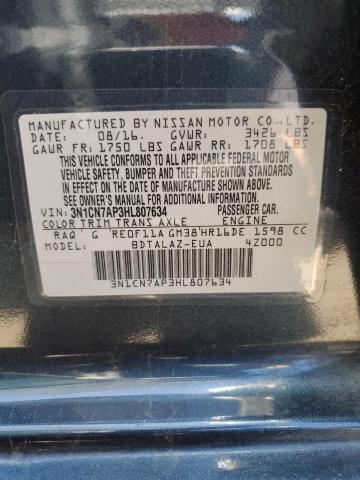 MANUFACTURED BY NISSAN MOTOR CO., LTD.
DATE: 08/16. GVWR: 3426 LBS
GAWR FR: 1750 LBS GAWR RR: 1708 LBS
THIS VEHICLE CONFORMS TO ALL APPLICABLE FEDERAL MOTOR
VEHICLE SAFETY, BUMPER AND THEFT PREVENTION STANDARDS
IN EFFECT ON THE DATE OF MANUFACTURE SHOWN ABOVE.
SEE OWNER'S MANUAL FOR ADDITIONAL INFORMATION.
VIN: 3N1CN7AP3HL807634 PASSENGER CAR.
COLOR TRIM TRANS AXLE ENGINE
RAQ G RE0F11A GM38 HR16DE 1598 CC
MODEL: BDTALAZ-EUA 4Z000
3N1CN7AP3HL807634